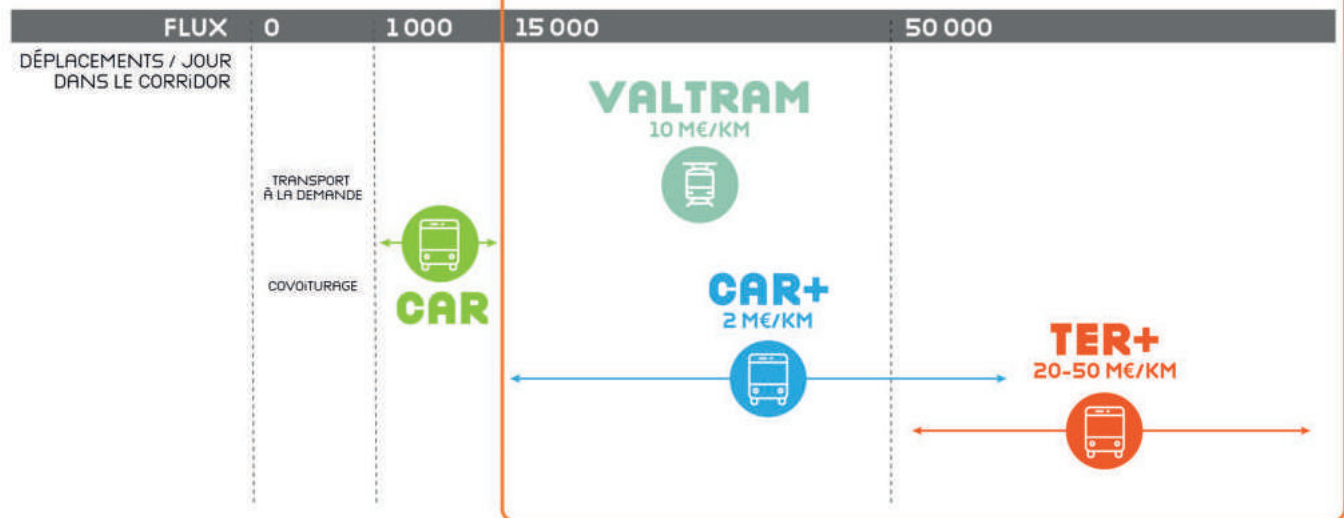 FLUX 0 1000 15 000 50 000
DÉPLACEMENTS / JOUR
DANS LE CORRiDOR
VALTRAM
10 M€/KM
TRANSPORT
À LA DEMANDE
COVOiTURAGE
CAR
CAR+
2 M€/KM
TER+
20-50 M€/KM